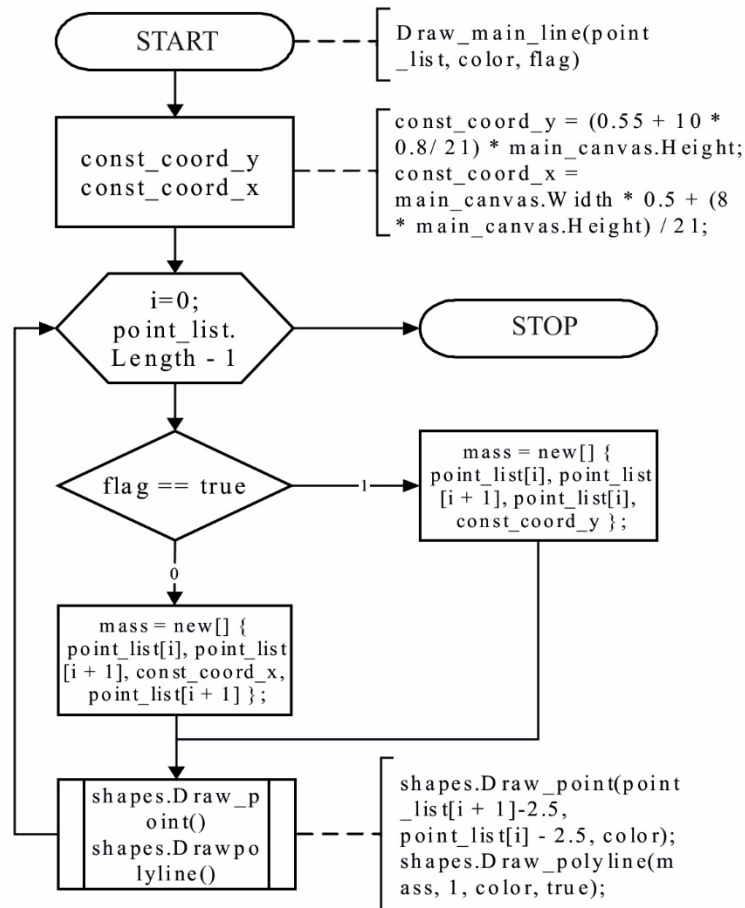 START
Draw_main_line(point
_list, color, flag)
const_coord_y
const_coord_x
const_coord_y = (0.55 + 10 *
0.8/ 21) * main_canvas.Height;
const_coord_x =
main_canvas.Width * 0.5 + (8
* main_canvas.Height) / 21;
i=0;
point_list.
Length - 1
STOP
flag == true
1
mass = new[] {
point_list[i], point_list
[i + 1], point_list[i],
const_coord_y };
0
mass = new[] {
point_list[i], point_list
[i + 1], const_coord_x,
point_list[i + 1] };
shapes.Draw_p
oint()
shapes.Drawpo
lyline()
shapes.Draw_point(point
_list[i + 1]-2.5,
point_list[i] - 2.5, color);
shapes.Draw_polyline(m
ass, 1, color, true);